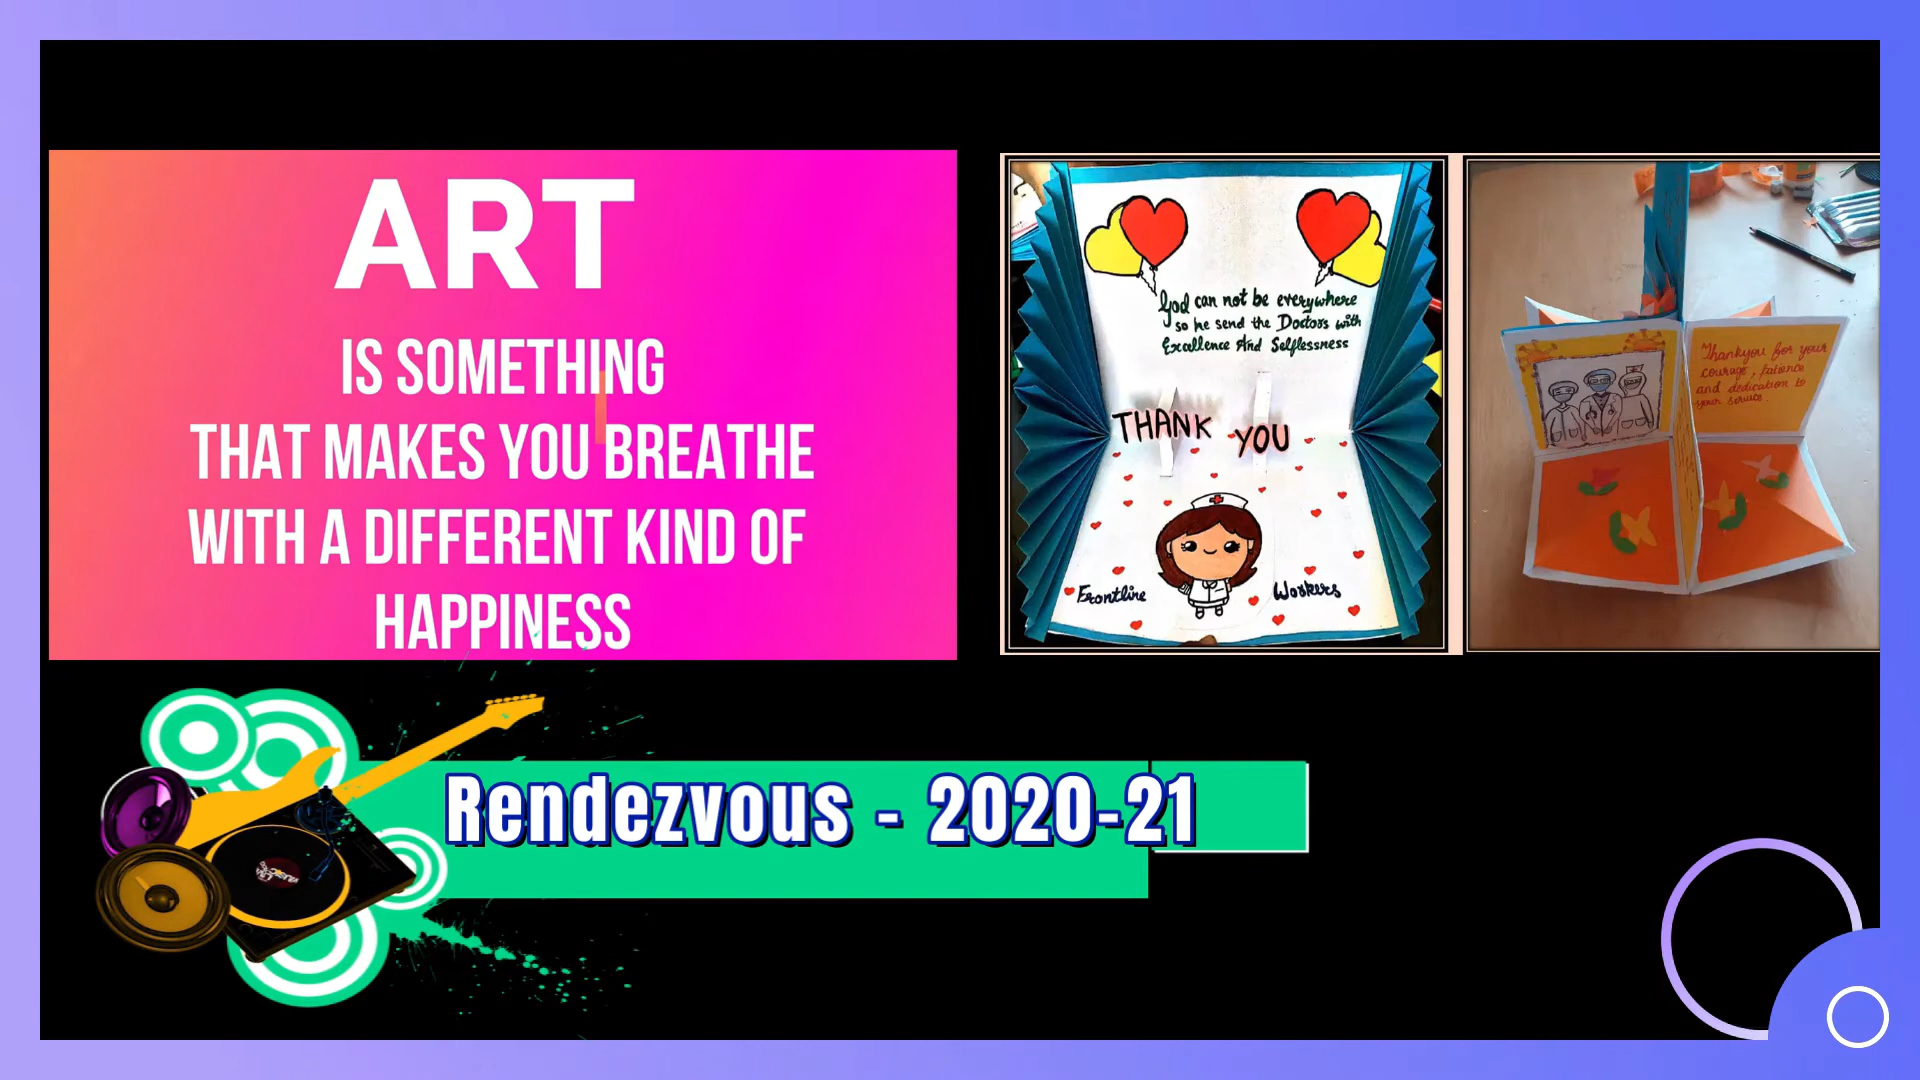 ART
IS SOMETHING
THAT MAKES YOU BREATHE
WITH A DIFFERENT KIND OF
HAPPINESS
God can not be everywhere
so he send the Doctors with
Excellence And Selflessness
THANK YOU
Frontline Workers
Thankyou for your
courage, patience
and dedication to
your service.
Rendezvous - 2020-21